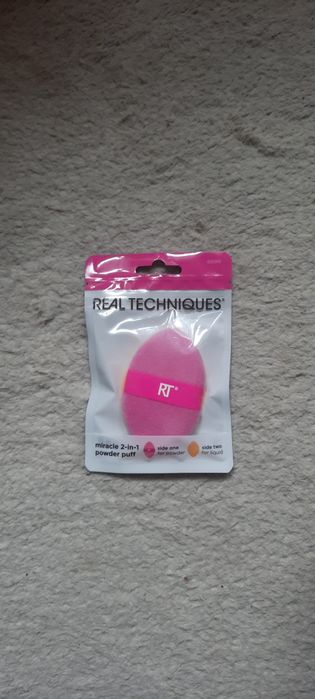 REAL TECHNIQUES®
RT®
miracle 2-in-1
powder puff
side one
for powder
side two
for liquid